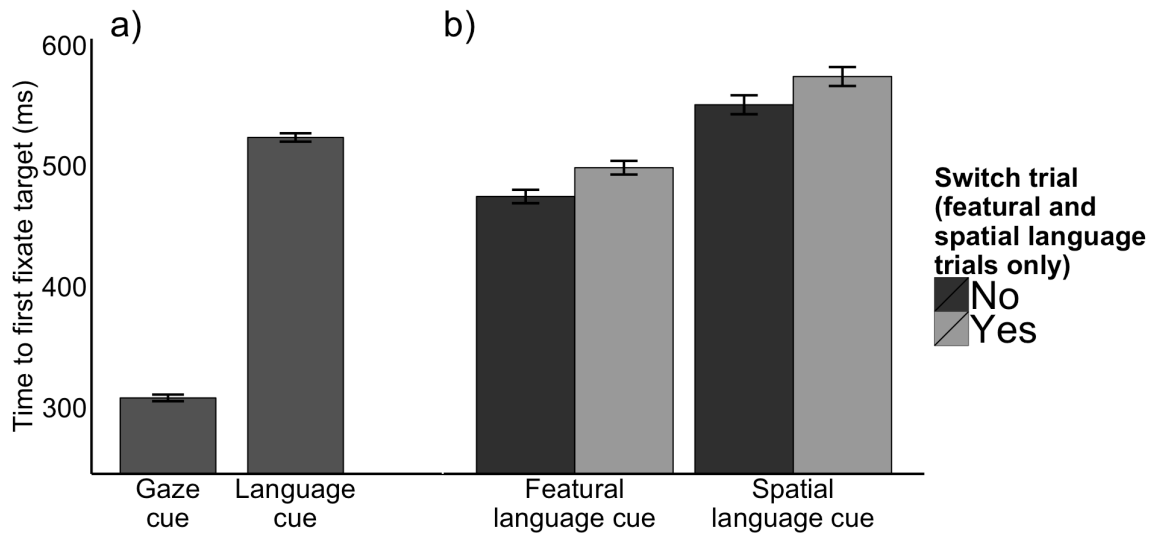 a)
b)
Time to first fixate target (ms)
600
500
400
300
Gaze
cue
Language
cue
Featural
language cue
Spatial
language cue
Switch trial
(featural and
spatial language
trials only)
No
Yes